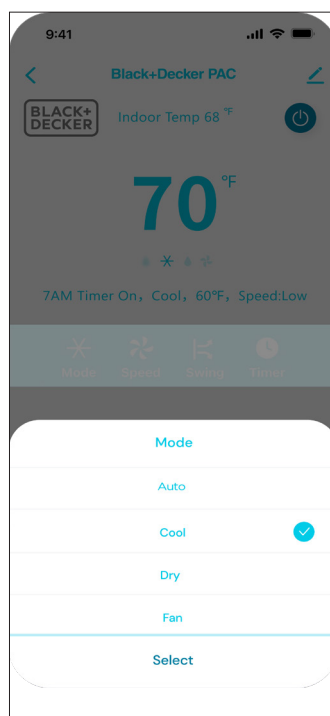 9:41
Black+Decker PAC
BLACK+
DECKER
Indoor Temp 68 °F
70°F
7AM Timer On, Cool, 60°F, Speed:Low
Mode Speed Swing Timer
Mode
Auto
Cool
Dry
Fan
Select